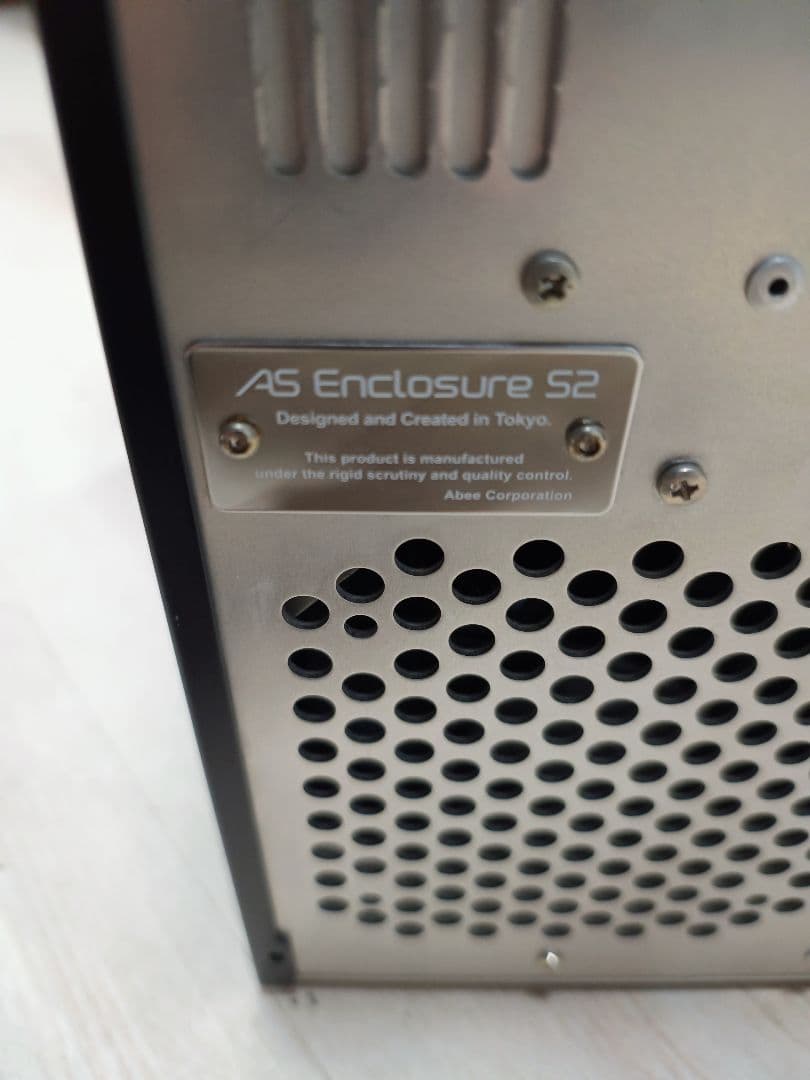 AS Enclosure S2
Designed and Created in Tokyo.
This product is manufactured
under the rigid scrutiny and quality control.
Abee Corporation